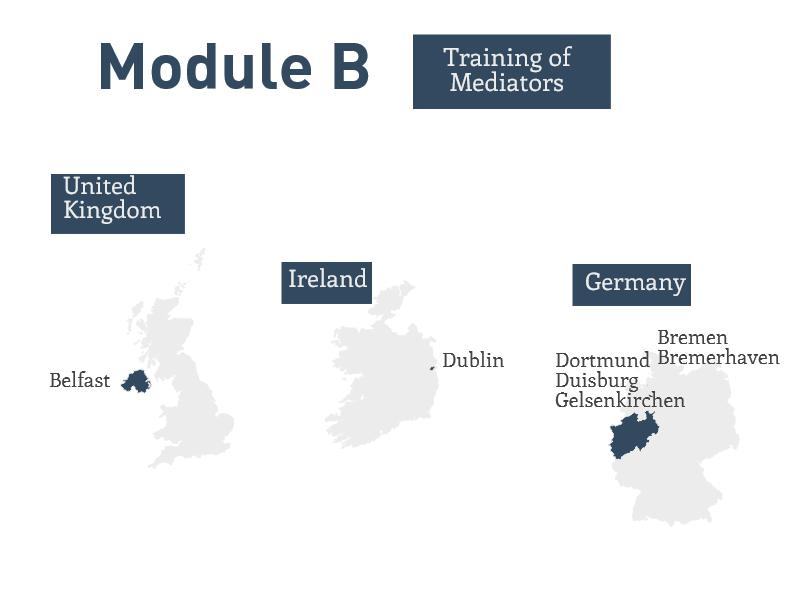 Module B
Training of
Mediators
United
Kingdom
Ireland
Germany
Belfast
Dublin
Bremen
Bremerhaven
Dortmund
Duisburg
Gelsenkirchen